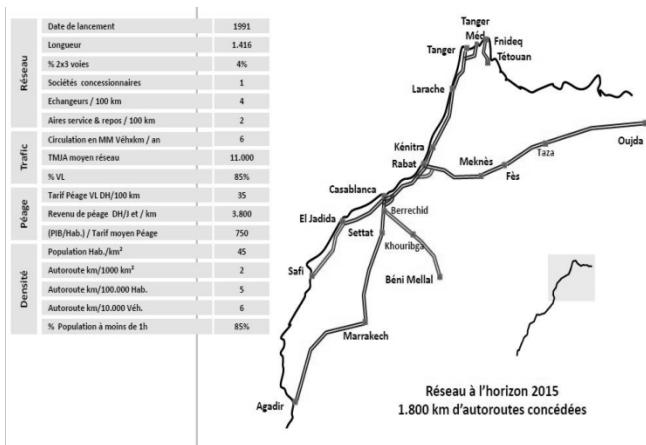 Réseau
Date de lancement 1991
Longueur 1.416
% 2x3 voies 4%
Sociétés concessionnaires 1
Echangeurs / 100 km 4
Aires service & repos / 100 km 2
Trafic
Circulation en MM Véhxkm / an 6
TMJA moyen réseau 11.000
% VL 85%
Péage
Tarif Péage VL DH/100 km 35
Revenu de péage DH/J et / km 3.800
(PIB/Hab.) / Tarif moyen Péage 750
Densité
Population Hab./km² 45
Autoroute km/1000 km² 2
Autoroute km/100.000 Hab. 5
Autoroute km/10.000 Véh. 6
% Population à moins de 1h 85%
Tanger
Méd
Fnideq
Tanger
Tétouan
Larache
Oujda
Kénitra
Taza
Rabat
Meknès
Fès
Casablanca
Berrechid
El Jadida
Settat
Khouribga
Safi
Béni Mellal
Marrakech
Agadir
Réseau à l'horizon 2015
1.800 km d'autoroutes concédées